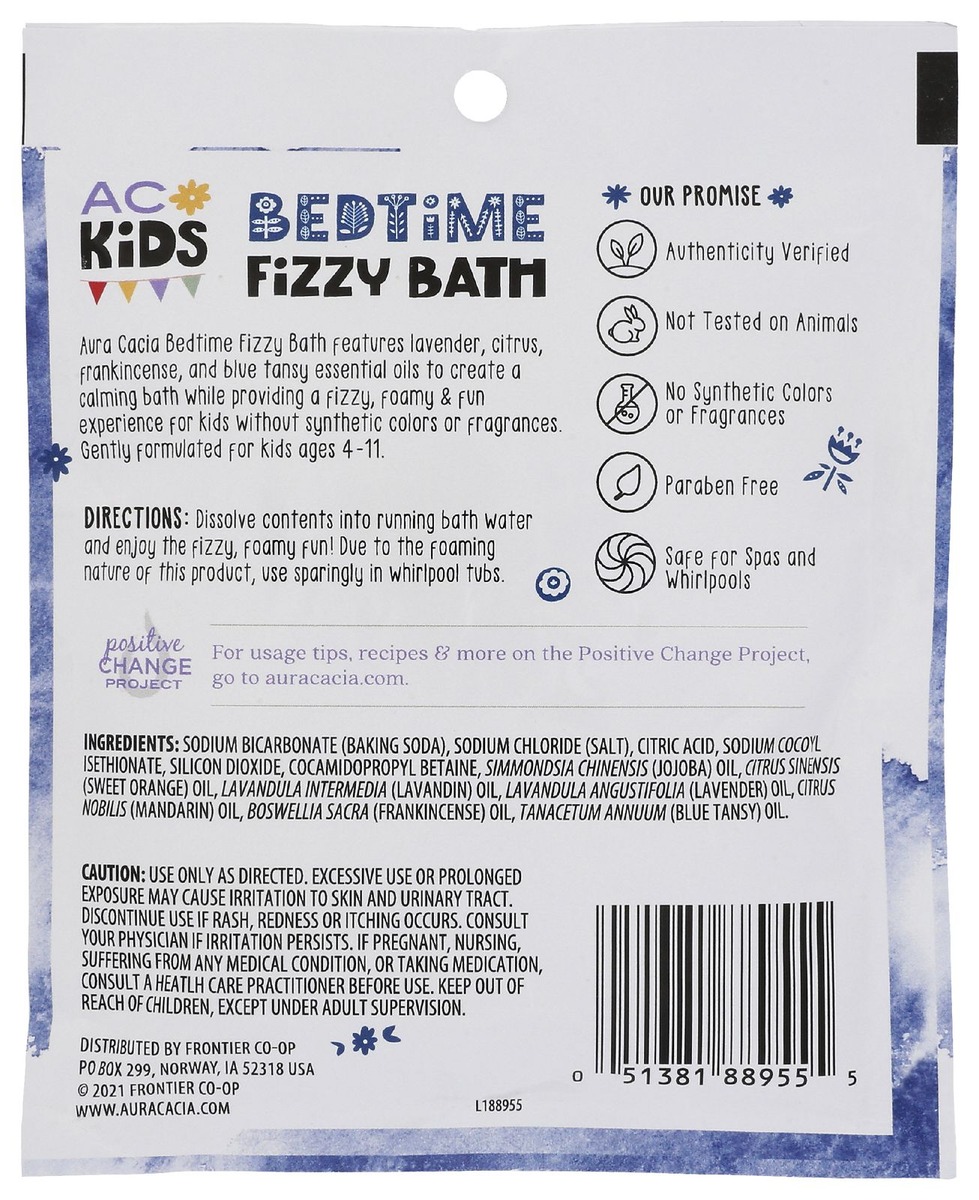 AC
KiDS
BEDTiME
FiZZY BATH
Aura Cacia Bedtime Fizzy Bath features lavender, citrus,
frankincense, and blue tansy essential oils to create a
calming bath while providing a fizzy, foamy & fun
experience for kids without synthetic colors or fragrances.
Gently formulated for kids ages 4-11.
DIRECTIONS: Dissolve contents into running bath water
and enjoy the fizzy, foamy fun! Due to the foaming
nature of this product, use sparingly in whirlpool tubs.
OUR PROMISE
Authenticity Verified
Not Tested on Animals
No Synthetic Colors
or Fragrances
Paraben Free
Safe for Spas and
Whirlpools
positive
CHANGE
PROJECT
For usage tips, recipes & more on the Positive Change Project,
go to auracacia.com.
INGREDIENTS: SODIUM BICARBONATE (BAKING SODA), SODIUM CHLORIDE (SALT), CITRIC ACID, SODIUM COCOYL
ISETHIONATE, SILICON DIOXIDE, COCAMIDOPROPYL BETAINE, SIMMONDSIA CHINENSIS (JOJOBA) OIL, CITRUS SINENSIS
(SWEET ORANGE) OIL, LAVANDULA INTERMEDIA (LAVANDIN) OIL, LAVANDULA ANGUSTIFOLIA (LAVENDER) OIL, CITRUS
NOBILIS (MANDARIN) OIL, BOSWELLIA SACRA (FRANKINCENSE) OIL, TANACETUM ANNUUM (BLUE TANSY) OIL.
CAUTION: USE ONLY AS DIRECTED. EXCESSIVE USE OR PROLONGED
EXPOSURE MAY CAUSE IRRITATION TO SKIN AND URINARY TRACT.
DISCONTINUE USE IF RASH, REDNESS OR ITCHING OCCURS. CONSULT
YOUR PHYSICIAN IF IRRITATION PERSISTS. IF PREGNANT, NURSING,
SUFFERING FROM ANY MEDICAL CONDITION, OR TAKING MEDICATION,
CONSULT A HEATLH CARE PRACTITIONER BEFORE USE. KEEP OUT OF
REACH OF CHILDREN, EXCEPT UNDER ADULT SUPERVISION.
DISTRIBUTED BY FRONTIER CO-OP
PO BOX 299, NORWAY, IA 52318 USA
© 2021 FRONTIER CO-OP
WWW.AURACACIA.COM
L188955
0 51381 88955 5